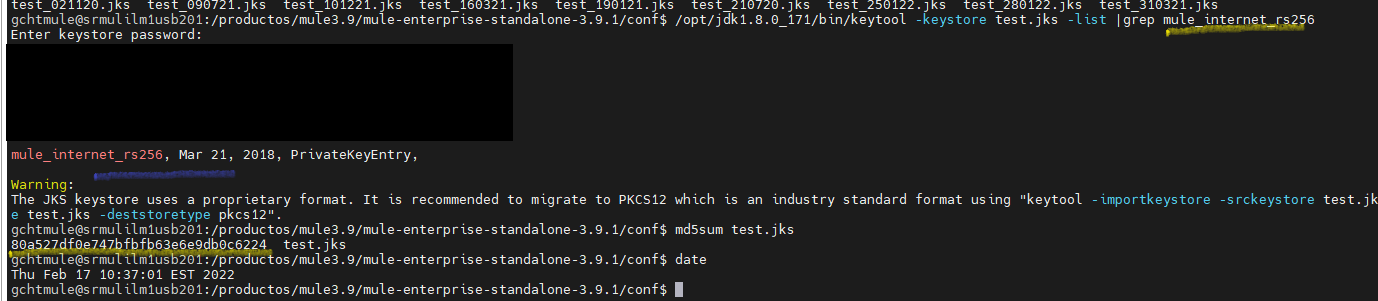 test_021120.jks  test_090721.jks  test_101221.jks  test_160321.jks  test_190121.jks  test_210720.jks  test_250122.jks  test_280122.jks  test_310321.jks
gchtmule@srmulilm1usb201:/productos/mule3.9/mule-enterprise-standalone-3.9.1/conf$ /opt/jdk1.8.0_171/bin/keytool -keystore test.jks -list |grep mule_internet_rs256
Enter keystore password:
mule_internet_rs256, Mar 21, 2018, PrivateKeyEntry,
Warning:
The JKS keystore uses a proprietary format. It is recommended to migrate to PKCS12 which is an industry standard format using "keytool -importkeystore -srckeystore test.jk
e test.jks -deststoretype pkcs12".
gchtmule@srmulilm1usb201:/productos/mule3.9/mule-enterprise-standalone-3.9.1/conf$ md5sum test.jks
80a527df0e747bfbfb63e6e9db0c6224  test.jks
gchtmule@srmulilm1usb201:/productos/mule3.9/mule-enterprise-standalone-3.9.1/conf$ date
Thu Feb 17 10:37:01 EST 2022
gchtmule@srmulilm1usb201:/productos/mule3.9/mule-enterprise-standalone-3.9.1/conf$